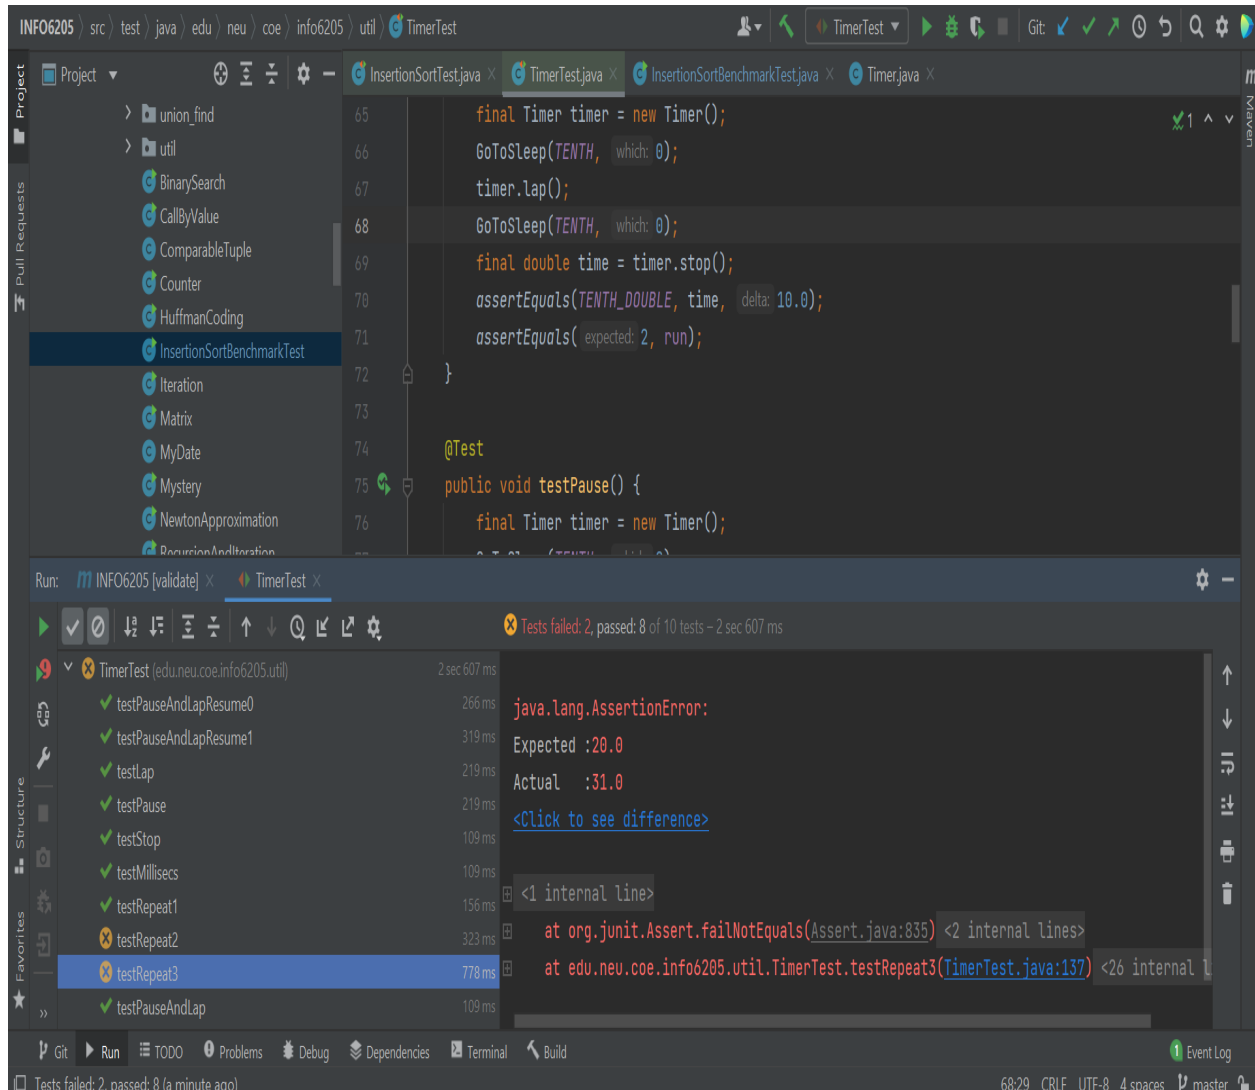 INFO6205 〉 src 〉 test 〉 java 〉 edu 〉 neu 〉 coe 〉 info6205 〉 util 〉 TimerTest
TimerTest
Git:
Project
InsertionSortTest.java
TimerTest.java
InsertionSortBenchmarkTest.java
Timer.java
Project
Pull Requests
Structure
Favorites
m
Maven
union_find
util
BinarySearch
CallByValue
ComparableTuple
Counter
HuffmanCoding
InsertionSortBenchmarkTest
Iteration
Matrix
MyDate
Mystery
NewtonApproximation
RecursionAndIteration
1
65 final Timer timer = new Timer();
66 GoToSleep(TENTH, which: 0);
67 timer.lap();
68 GoToSleep(TENTH, which: 0);
69 final double time = timer.stop();
70 assertEquals(TENTH_DOUBLE, time, delta: 10.0);
71 assertEquals( expected: 2, run);
72 }
73
74 @Test
75 public void testPause() {
76 final Timer timer = new Timer();
Run: INFO6205 [validate] TimerTest
Tests failed: 2, passed: 8 of 10 tests – 2 sec 607 ms
TimerTest (edu.neu.coe.info6205.util) 2 sec 607 ms
testPauseAndLapResume0 266 ms
testPauseAndLapResume1 319 ms
testLap 219 ms
testPause 219 ms
testStop 109 ms
testMillisecs 109 ms
testRepeat1 156 ms
testRepeat2 323 ms
testRepeat3 778 ms
testPauseAndLap 109 ms
java.lang.AssertionError:
Expected :20.0
Actual :31.0
<Click to see difference>
<1 internal line>
at org.junit.Assert.failNotEquals(Assert.java:835) <2 internal lines>
at edu.neu.coe.info6205.util.TimerTest.testRepeat3(TimerTest.java:137) <26 internal l
Git Run TODO Problems Debug Dependencies Terminal Build
1 Event Log
Tests failed: 2, passed: 8 (a minute ago)
68:29 CRLF UTF-8 4 spaces master